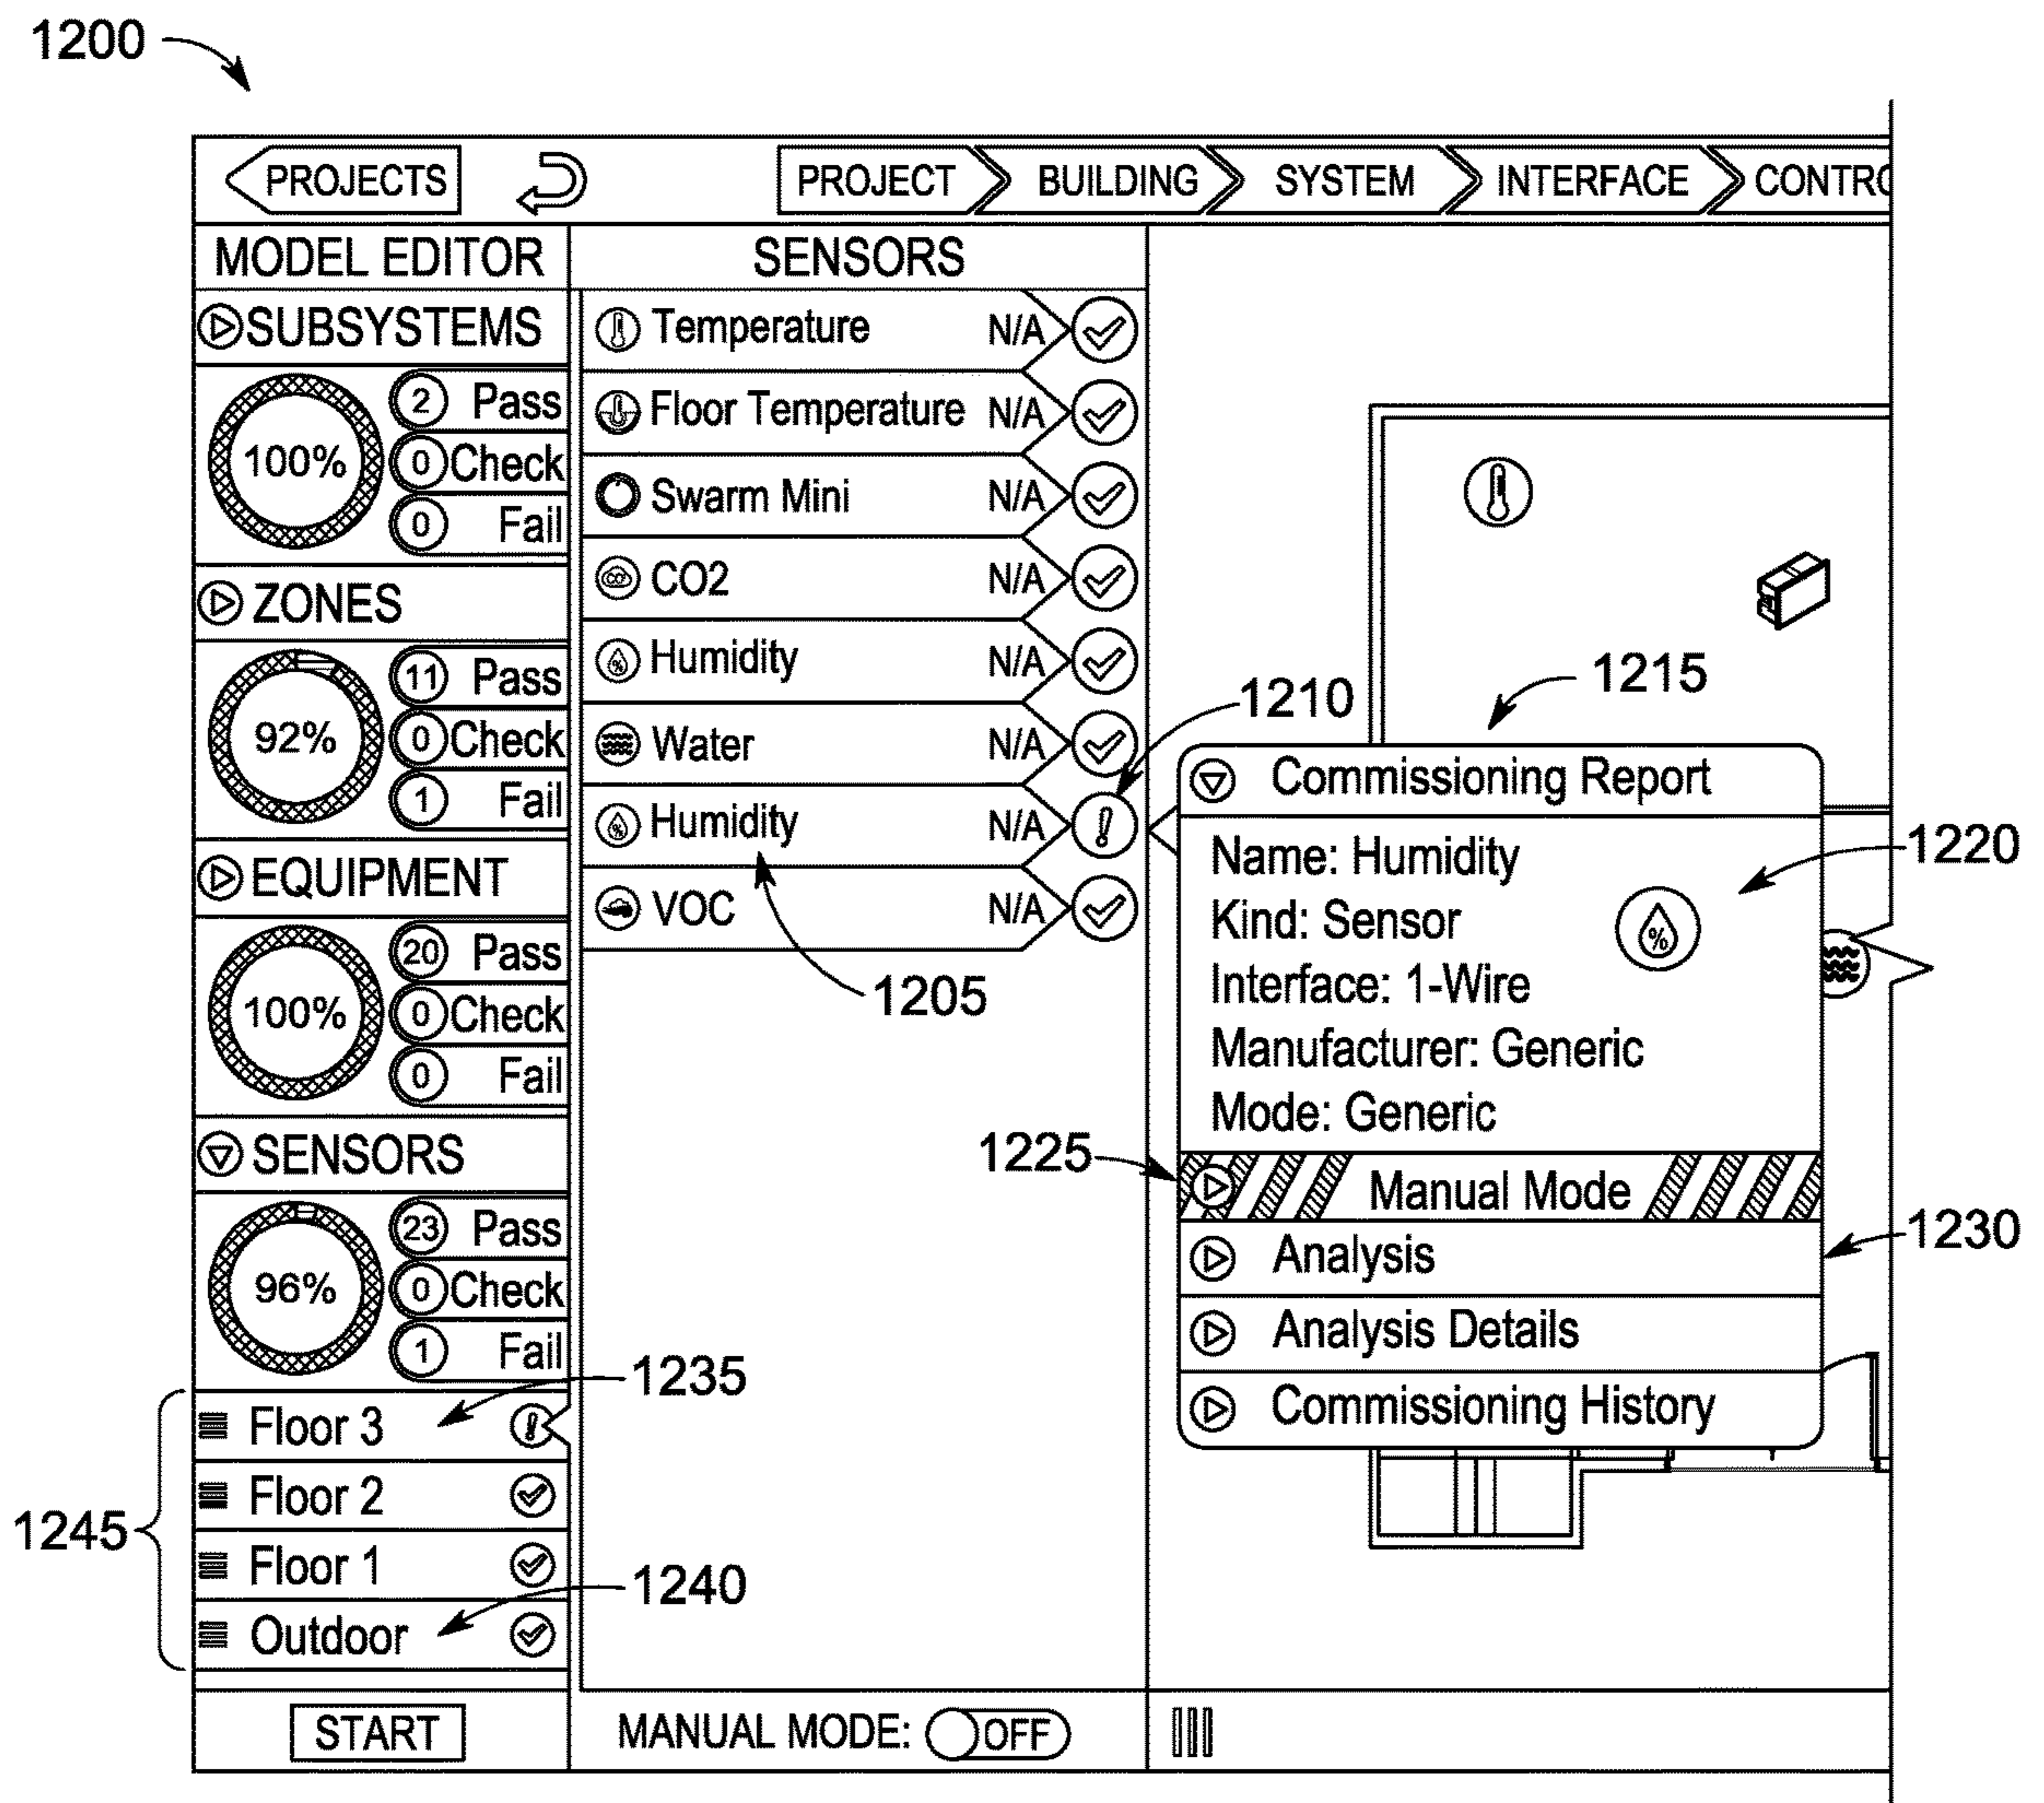 1200
PROJECTS
PROJECT BUILDING SYSTEM INTERFACE CONTRO
MODEL EDITOR
SUBSYSTEMS
100%
2 Pass
0 Check
0 Fail
ZONES
92%
11 Pass
0 Check
1 Fail
EQUIPMENT
100%
20 Pass
0 Check
0 Fail
SENSORS
96%
23 Pass
0 Check
1 Fail
1245
Floor 3
1235
Floor 2
Floor 1
Outdoor
1240
START
SENSORS
Temperature N/A
Floor Temperature N/A
Swarm Mini N/A
CO2 N/A
Humidity N/A
Water N/A
Humidity N/A
VOC N/A
1205
1210
MANUAL MODE: OFF
1215
Commissioning Report
Name: Humidity
Kind: Sensor
Interface: 1-Wire
Manufacturer: Generic
Mode: Generic
%
1220
1225
Manual Mode
Analysis
1230
Analysis Details
Commissioning History